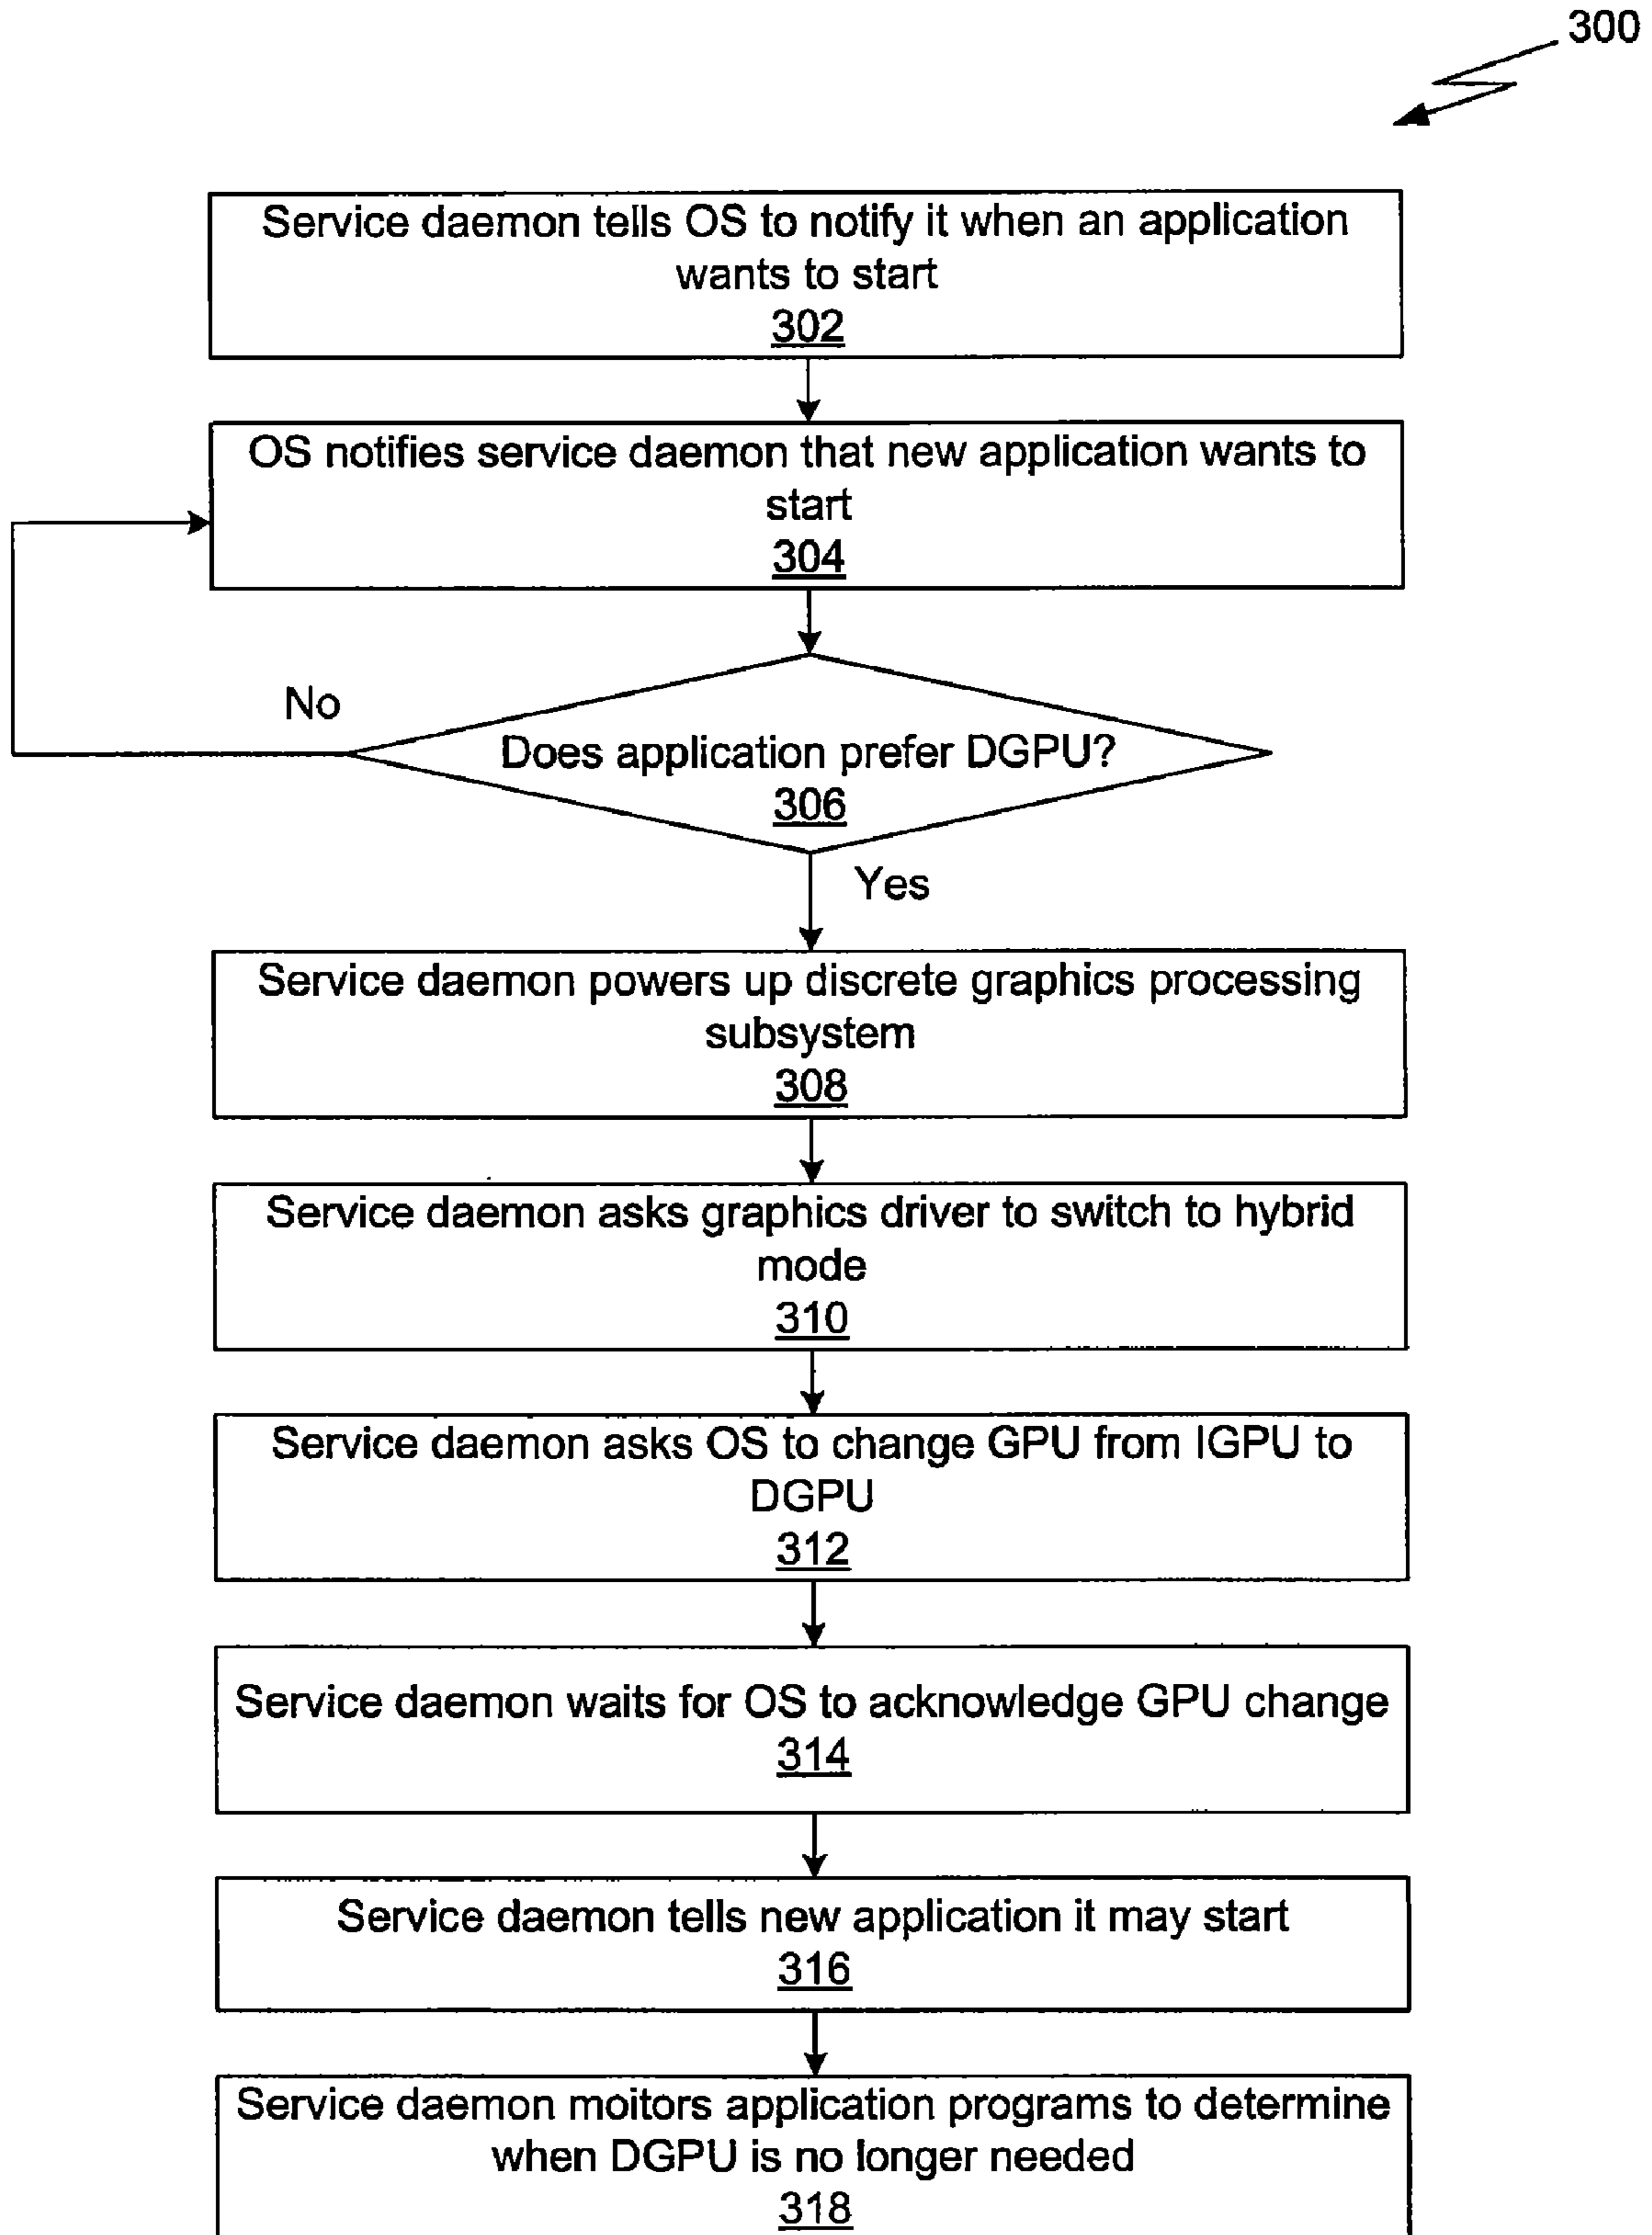 300
Service daemon tells OS to notify it when an application
wants to start
302
OS notifies service daemon that new application wants to
start
304
No
Does application prefer DGPU?
306
Yes
Service daemon powers up discrete graphics processing
subsystem
308
Service daemon asks graphics driver to switch to hybrid
mode
310
Service daemon asks OS to change GPU from IGPU to
DGPU
312
Service daemon waits for OS to acknowledge GPU change
314
Service daemon tells new application it may start
316
Service daemon moitors application programs to determine
when DGPU is no longer needed
318